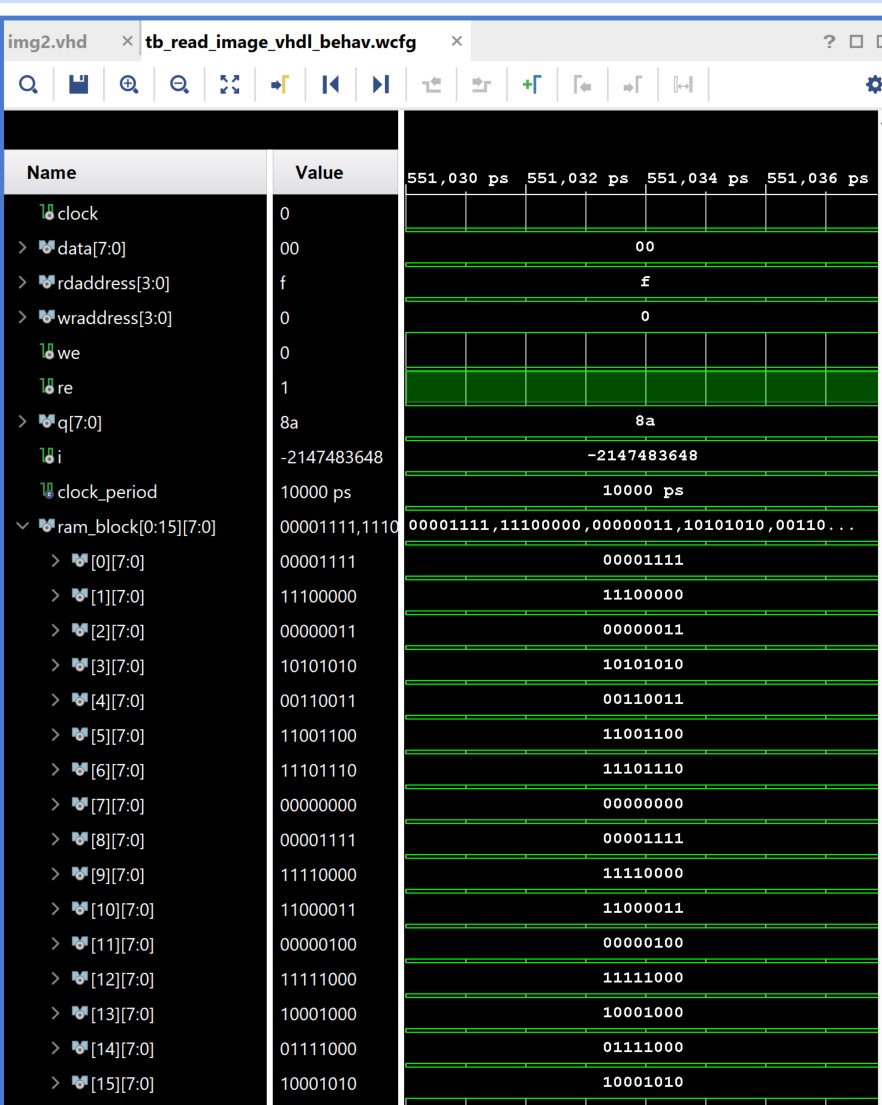 img2.vhd × tb_read_image_vhdl_behav.wcfg × ?
Name Value 551,030 ps 551,032 ps 551,034 ps 551,036 ps
clock 0
data[7:0] 00 00
rdaddress[3:0] f f
wraddress[3:0] 0 0
we 0
re 1
q[7:0] 8a 8a
i -2147483648 -2147483648
clock_period 10000 ps 10000 ps
ram_block[0:15][7:0] 00001111,1110 00001111,11100000,00000011,10101010,00110...
[0][7:0] 00001111 00001111
[1][7:0] 11100000 11100000
[2][7:0] 00000011 00000011
[3][7:0] 10101010 10101010
[4][7:0] 00110011 00110011
[5][7:0] 11001100 11001100
[6][7:0] 11101110 11101110
[7][7:0] 00000000 00000000
[8][7:0] 00001111 00001111
[9][7:0] 11110000 11110000
[10][7:0] 11000011 11000011
[11][7:0] 00000100 00000100
[12][7:0] 11111000 11111000
[13][7:0] 10001000 10001000
[14][7:0] 01111000 01111000
[15][7:0] 10001010 10001010